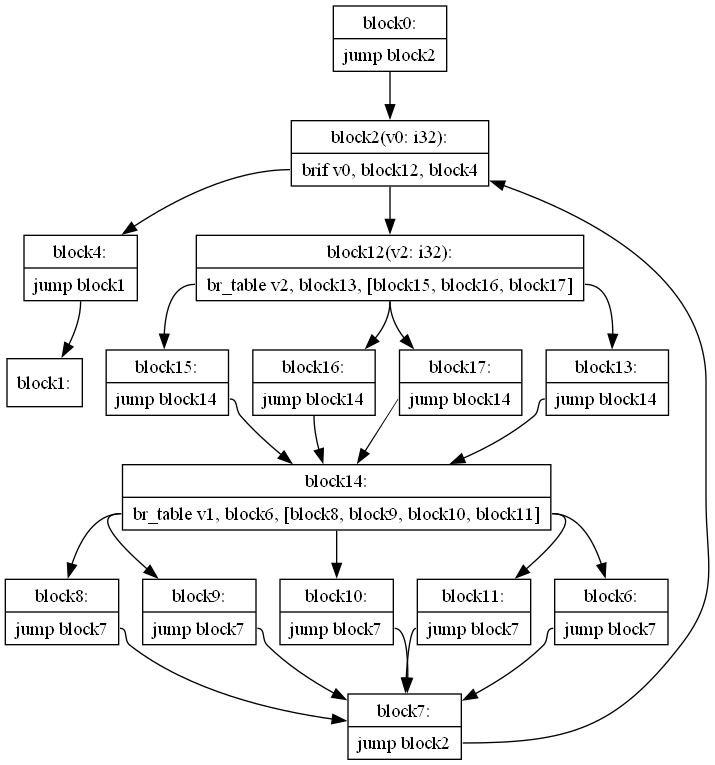 block0:
jump block2
block2(v0: i32):
brif v0, block12, block4
block4:
jump block1
block12(v2: i32):
br_table v2, block13, [block15, block16, block17]
block1:
block15:
jump block14
block16:
jump block14
block17:
jump block14
block13:
jump block14
block14:
br_table v1, block6, [block8, block9, block10, block11]
block8:
jump block7
block9:
jump block7
block10:
jump block7
block11:
jump block7
block6:
jump block7
block7:
jump block2